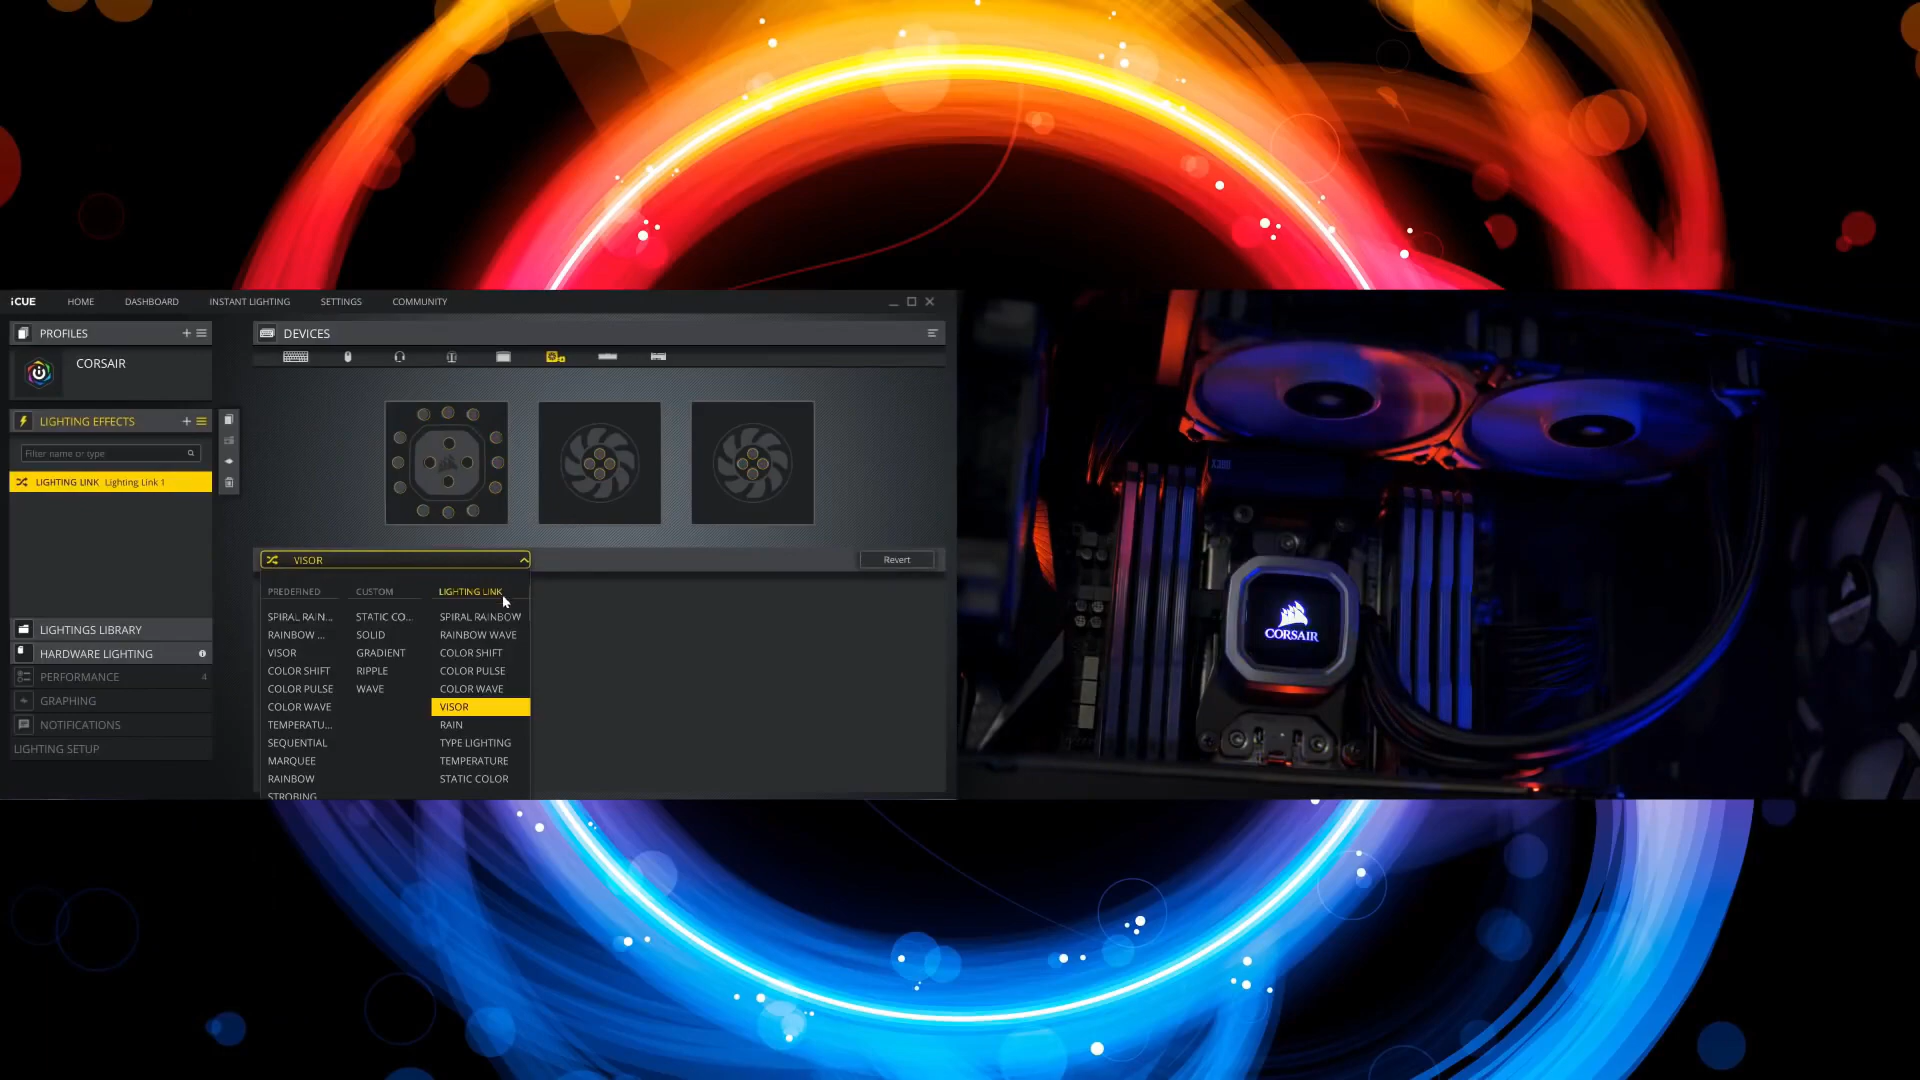 iCUE HOME DASHBOARD INSTANT LIGHTING SETTINGS COMMUNITY
PROFILES
CORSAIR
LIGHTING EFFECTS
Filter name or type
LIGHTING LINK Lighting Link 1
LIGHTINGS LIBRARY
HARDWARE LIGHTING
PERFORMANCE 4
GRAPHING
NOTIFICATIONS
LIGHTING SETUP
DEVICES
VISOR
Revert
PREDEFINED
SPIRAL RAIN...
RAINBOW ...
VISOR
COLOR SHIFT
COLOR PULSE
COLOR WAVE
TEMPERATU...
SEQUENTIAL
MARQUEE
RAINBOW
STROBING
CUSTOM
STATIC CO...
SOLID
GRADIENT
RIPPLE
WAVE
LIGHTING LINK
SPIRAL RAINBOW
RAINBOW WAVE
COLOR SHIFT
COLOR PULSE
COLOR WAVE
VISOR
RAIN
TYPE LIGHTING
TEMPERATURE
STATIC COLOR
CORSAIR